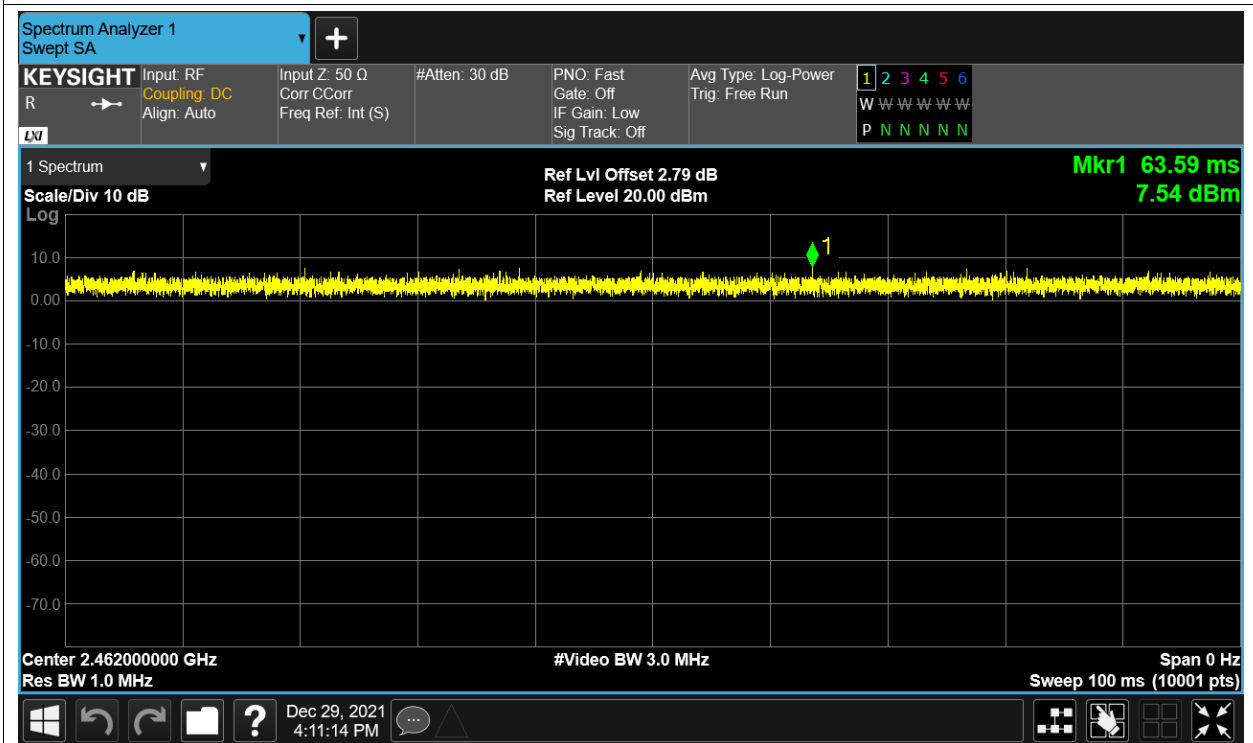 Spectrum Analyzer 1
Swept SA
KEYSIGHT Input: RF Input Z: 50 Ω #Atten: 30 dB PNO: Fast Avg Type: Log-Power 1 2 3 4 5 6
R Coupling: DC Corr CCorr Gate: Off Trig: Free Run W W W W W W
Align: Auto Freq Ref: Int (S) IF Gain: Low
LXI Sig Track: Off P N N N N N
1 Spectrum Ref Lvl Offset 2.79 dB Mkr1 63.59 ms
Scale/Div 10 dB Ref Level 20.00 dBm 7.54 dBm
Log
1
10.0
0.00
-10.0
-20.0
-30.0
-40.0
-50.0
-60.0
-70.0
Center 2.462000000 GHz #Video BW 3.0 MHz Span 0 Hz
Res BW 1.0 MHz Sweep 100 ms (10001 pts)
? Dec 29, 2021
4:11:14 PM